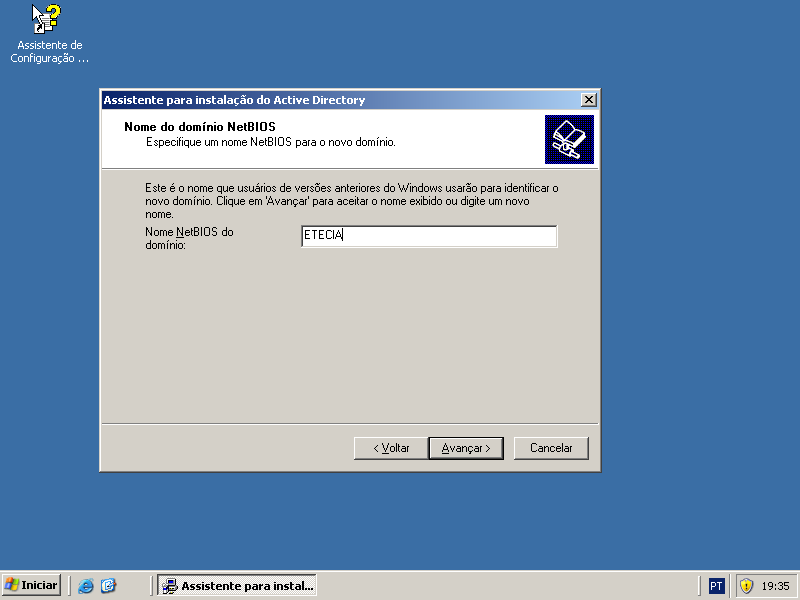 Assistente de
Configuração ...
Assistente para instalação do Active Directory
Nome do domínio NetBIOS
Especifique um nome NetBIOS para o novo domínio.
Este é o nome que usuários de versões anteriores do Windows usarão para identificar o
novo domínio. Clique em 'Avançar' para aceitar o nome exibido ou digite um novo
nome.
Nome NetBIOS do
domínio:
ETECIA
< Voltar
Avançar >
Cancelar
Iniciar
Assistente para instal...
PT
19:35